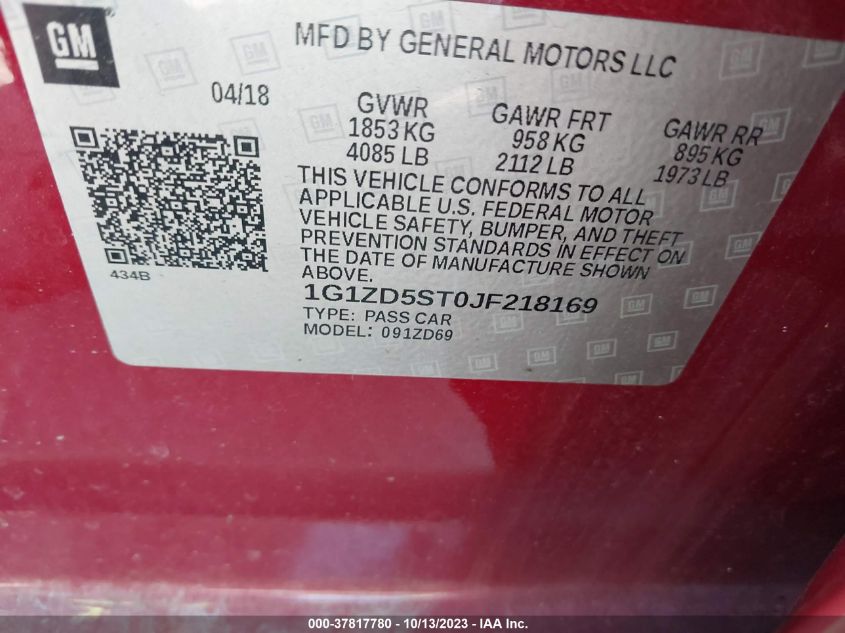 GM
MFD BY GENERAL MOTORS LLC
04/18
GVWR
1853 KG
4085 LB
GAWR FRT
958 KG
2112 LB
GAWR RR
895 KG
1973 LB
THIS VEHICLE CONFORMS TO ALL
APPLICABLE U.S. FEDERAL MOTOR
VEHICLE SAFETY, BUMPER, AND THEFT
PREVENTION STANDARDS IN EFFECT ON
THE DATE OF MANUFACTURE SHOWN
ABOVE.
434B
1G1ZD5ST0JF218169
TYPE: PASS CAR
MODEL: 091ZD69
000-37817780 - 10/13/2023 - IAA Inc.